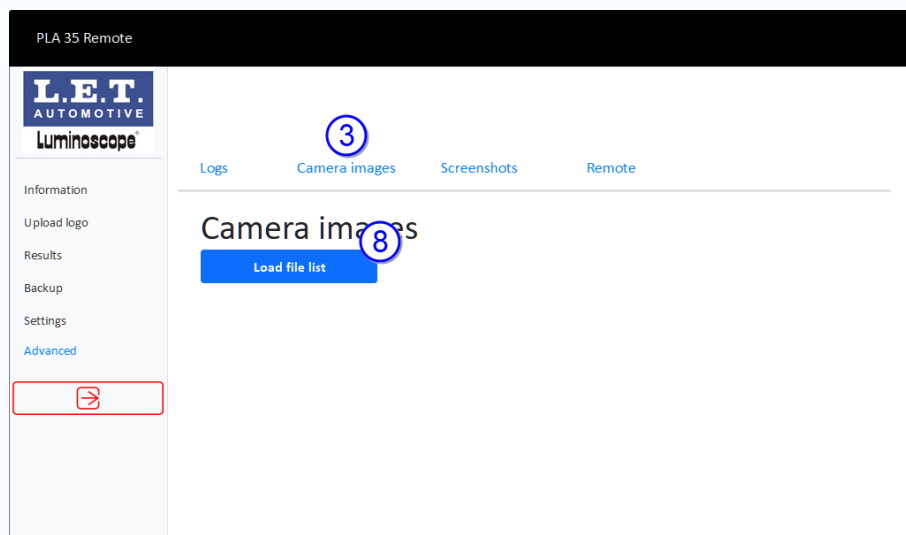 PLA 35 Remote
L.E.T.
AUTOMOTIVE
Luminoscope®
Information
Upload logo
Results
Backup
Settings
Advanced
3
Logs Camera images Screenshots Remote
Camera images
8
Load file list